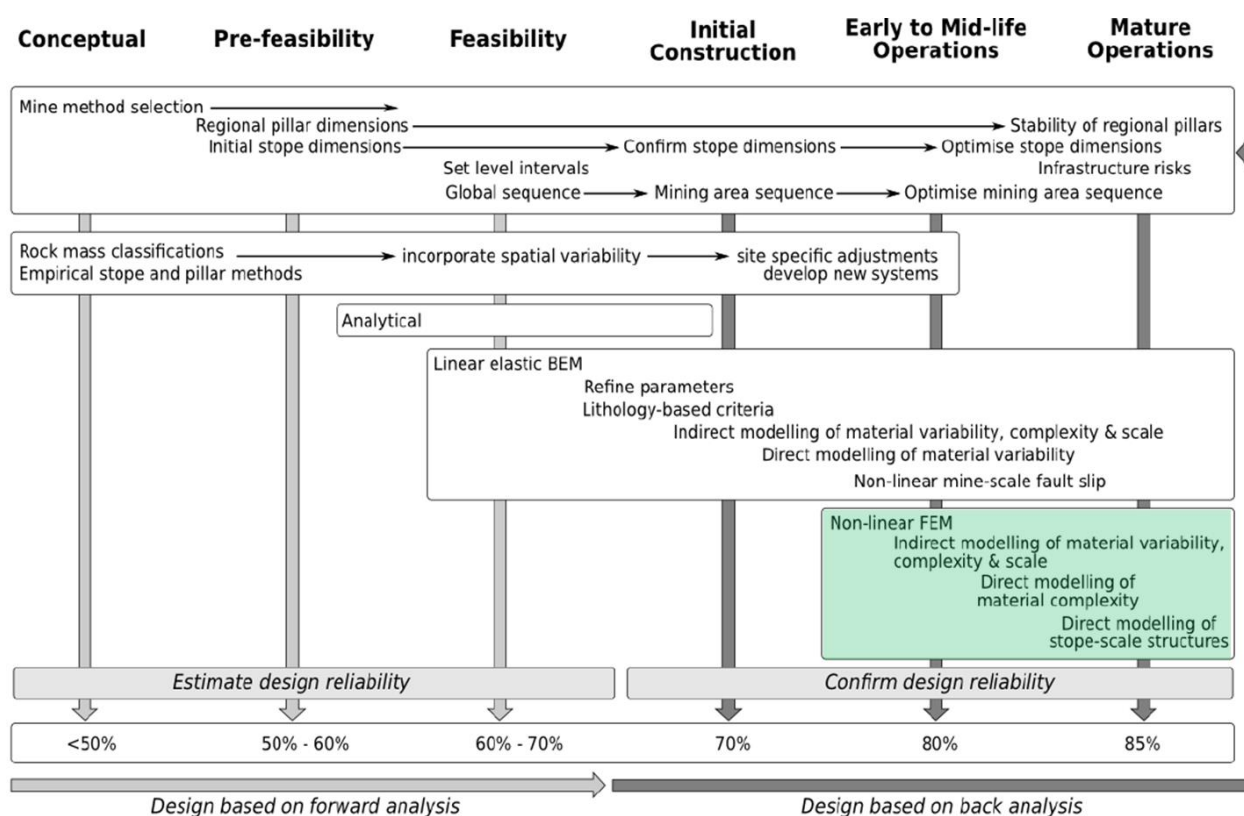 Conceptual
Pre-feasibility
Feasibility
Initial
Construction
Early to Mid-life
Operations
Mature
Operations
Mine method selection
Regional pillar dimensions
Stability of regional pillars
Initial stope dimensions
Confirm stope dimensions
Optimise stope dimensions
Set level intervals
Infrastructure risks
Global sequence
Mining area sequence
Optimise mining area sequence
Rock mass classifications
Empirical stope and pillar methods
incorporate spatial variability
site specific adjustments
develop new systems
Analytical
Linear elastic BEM
Refine parameters
Lithology-based criteria
Indirect modelling of material variability, complexity & scale
Direct modelling of material variability
Non-linear mine-scale fault slip
Non-linear FEM
Indirect modelling of material variability,
complexity & scale
Direct modelling of
material complexity
Direct modelling of
stope-scale structures
Estimate design reliability
Confirm design reliability
<50%
50% - 60%
60% - 70%
70%
80%
85%
Design based on forward analysis
Design based on back analysis